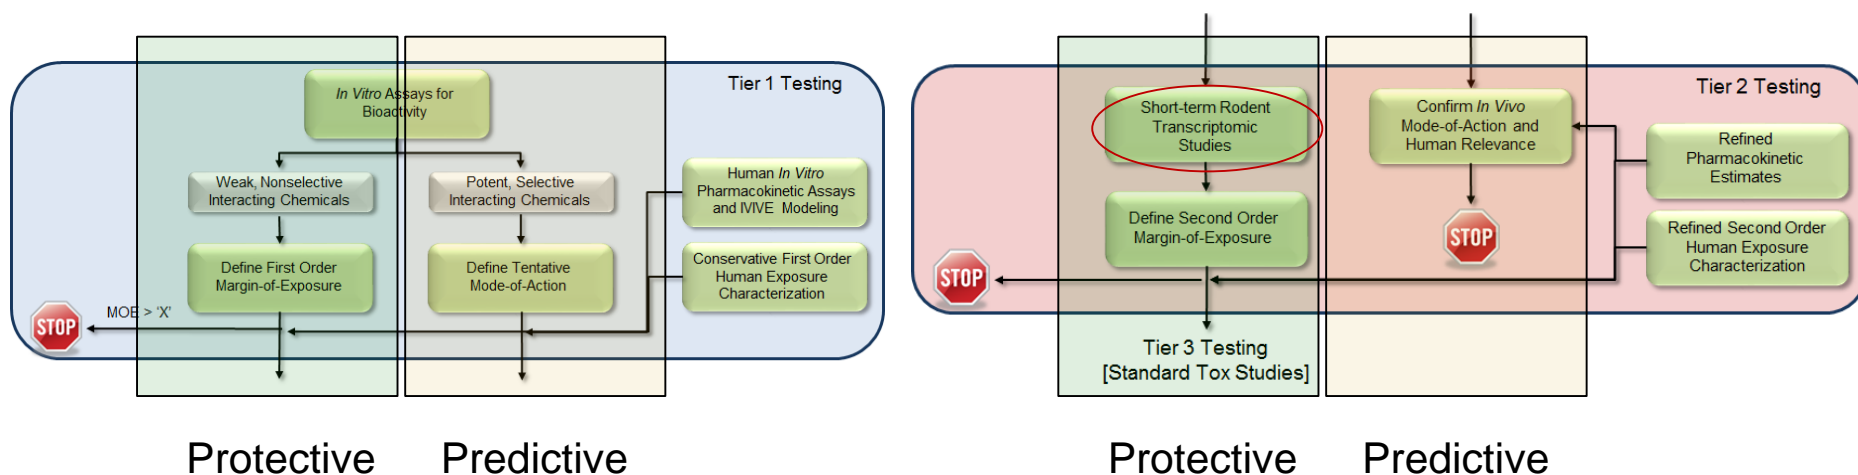 Tier 1 Testing
In Vitro Assays for
Bioactivity
Weak, Nonselective
Interacting Chemicals
Potent, Selective
Interacting Chemicals
Human In Vitro
Pharmacokinetic Assays
and IVIVE Modeling
Define First Order
Margin-of-Exposure
Define Tentative
Mode-of-Action
Conservative First Order
Human Exposure
Characterization
MOE > 'X'
STOP
Protective
Predictive
Tier 2 Testing
Short-term Rodent
Transcriptomic
Studies
Confirm In Vivo
Mode-of-Action and
Human Relevance
Refined
Pharmacokinetic
Estimates
Define Second Order
Margin-of-Exposure
STOP
Refined Second Order
Human Exposure
Characterization
STOP
Tier 3 Testing
[Standard Tox Studies]
Protective
Predictive